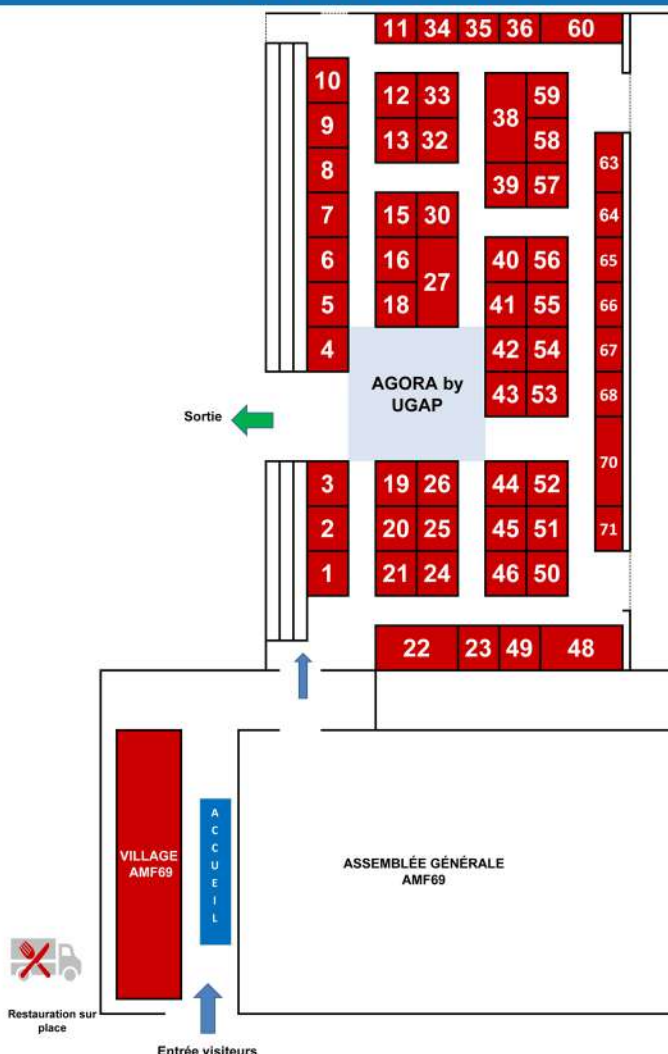 11 34 35 36 60
10
12 33
38
59
9
13 32
58
8
39 57
63
7
15 30
64
6
16
27
40 56
65
5
18
41 55
66
4
42 54
67
AGORA by
UGAP
43 53
68
Sortie
3
19 26
44 52
70
2
20 25
45 51
71
1
21 24
46 50
22 23 49 48
VILLAGE
AMF69
ACCUEIL
ASSEMBLÉE GÉNÉRALE
AMF69
Restauration sur
place
Entrée visiteurs